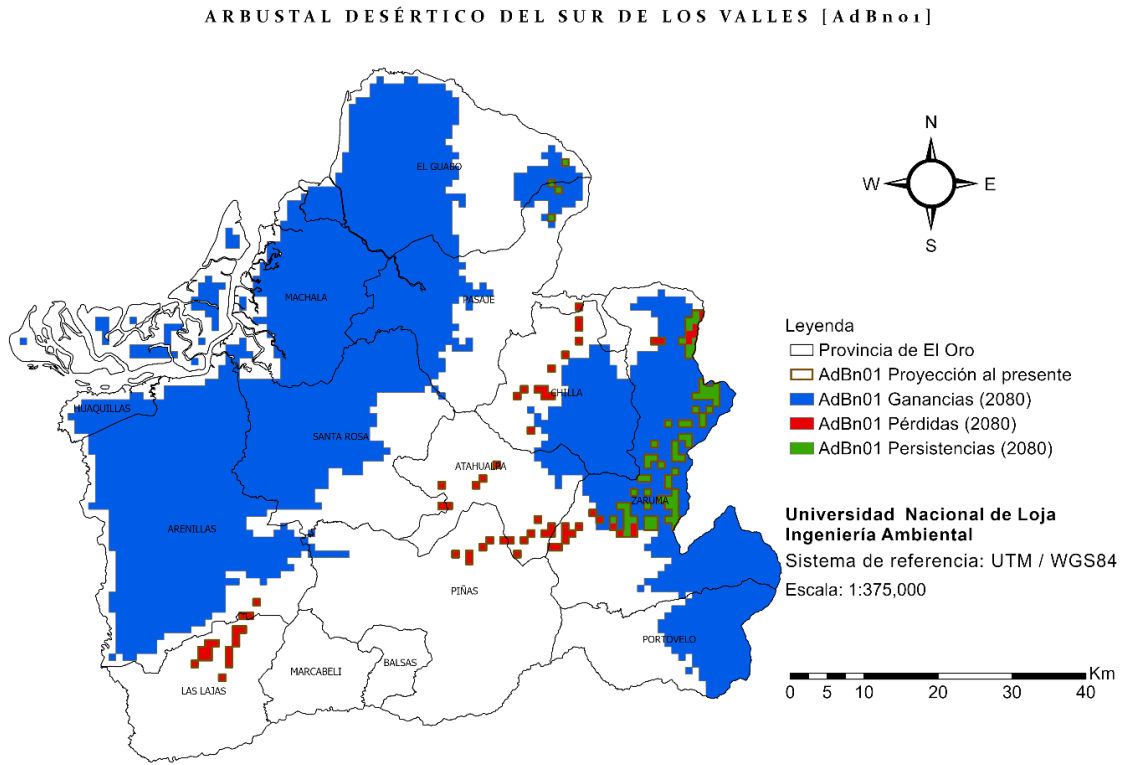 ARBUSTAL DESÉRTICO DEL SUR DE LOS VALLES [AdBn01]
EL GUABO
MACHALA
PASAJE
HUAQUILLAS
CHILLA
SANTA ROSA
ATAHUALPA
ZARUMA
ARENILLAS
PIÑAS
PORTOVELO
MARCABELI
BALSAS
LAS LAJAS
N
W E
S
Leyenda
Provincia de El Oro
AdBn01 Proyección al presente
AdBn01 Ganancias (2080)
AdBn01 Pérdidas (2080)
AdBn01 Persistencias (2080)
Universidad Nacional de Loja
Ingeniería Ambiental
Sistema de referencia: UTM / WGS84
Escala: 1:375,000
Km
0 5 10 20 30 40